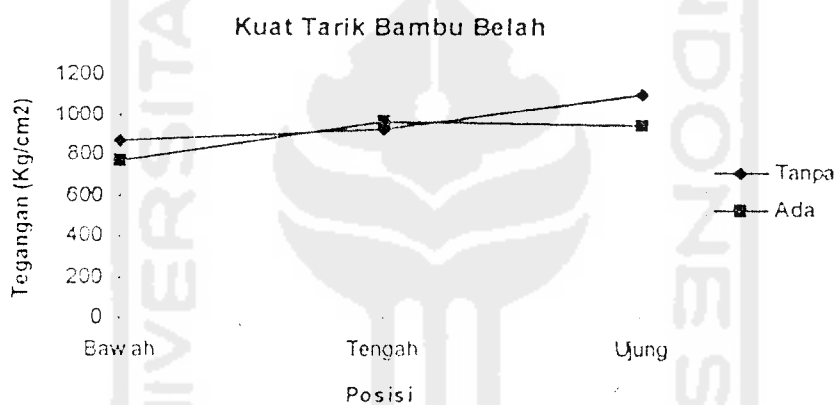 Kuat Tarik Bambu Belah
Tegangan (Kg/cm2)
1200
1000
800
600
400
200
0
Bawah
Tengah
Ujung
Posisi
Tanpa
Ada